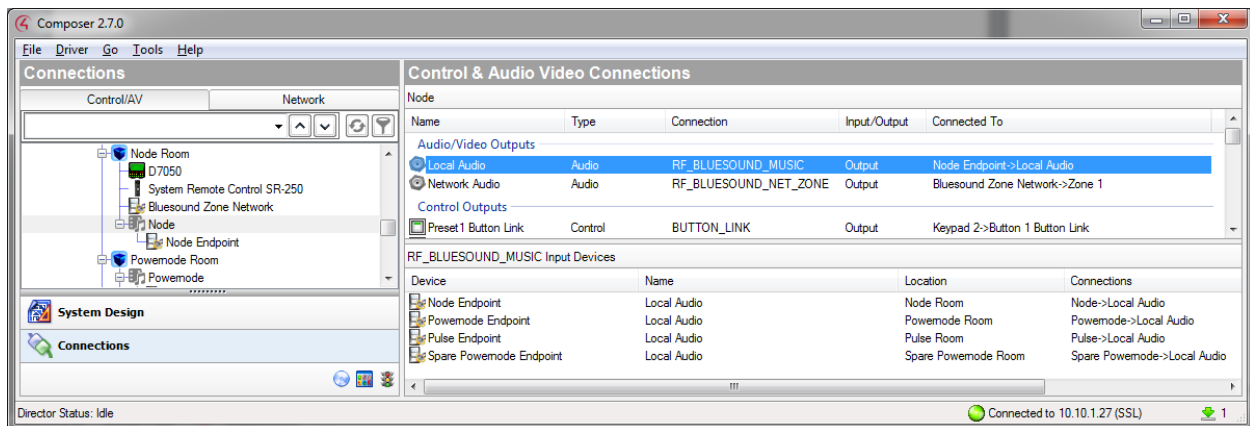 Composer 2.7.0
File Driver Go Tools Help
Connections
Control/AV Network
Node Room
D7050
System Remote Control SR-250
Bluesound Zone Network
Node
Node Endpoint
Powernode Room
Powernode
System Design
Connections
Control & Audio Video Connections
Node
Name Type Connection Input/Output Connected To
Audio/Video Outputs
Local Audio Audio RF_BLUESOUND_MUSIC Output Node Endpoint->Local Audio
Network Audio Audio RF_BLUESOUND_NET_ZONE Output Bluesound Zone Network->Zone 1
Control Outputs
Preset1 Button Link Control BUTTON_LINK Output Keypad 2->Button 1 Button Link
RF_BLUESOUND_MUSIC Input Devices
Device Name Location Connections
Node Endpoint Local Audio Node Room Node->Local Audio
Powernode Endpoint Local Audio Powernode Room Powernode->Local Audio
Pulse Endpoint Local Audio Pulse Room Pulse->Local Audio
Spare Powernode Endpoint Local Audio Spare Powernode Room Spare Powernode->Local Audio
Director Status: Idle Connected to 10.10.1.27 (SSL) 1